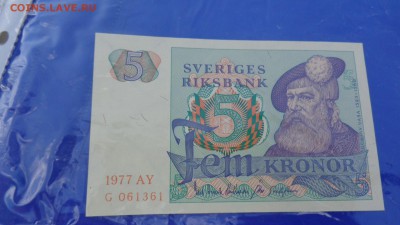 COINS.LAVE.RU
5
SVERIGES
RIKSBANK
5
Fem KRONOR
1977 AY
G 061361